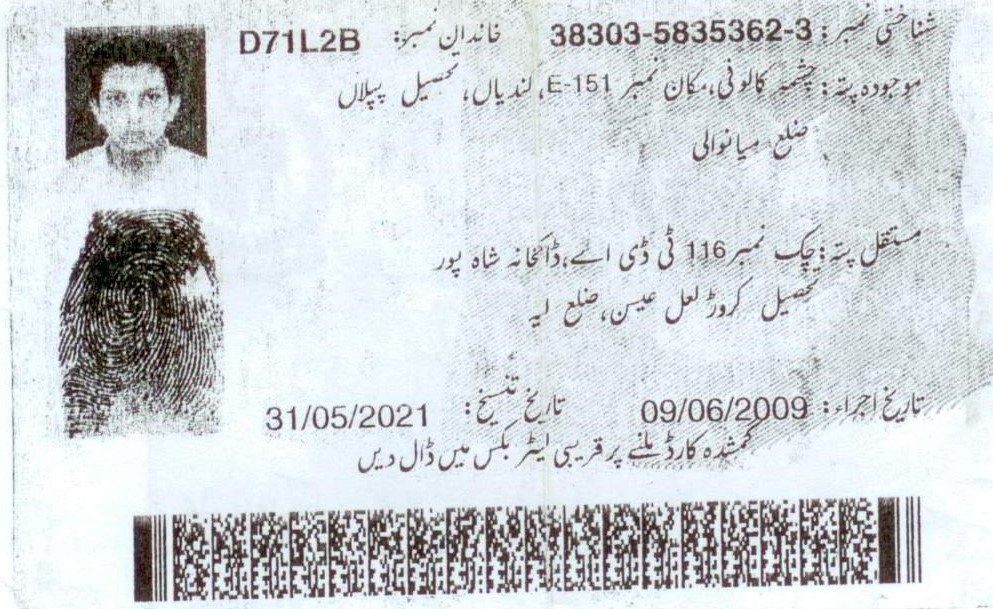 شناختی نمبر: 38303-5835362-3 خاندان نمبر: D71L2B
موجودہ پتہ: چشمہ کالونی، مکان نمبر E-151، لندیاں، تحصیل پپلاں
ضلع میانوالی
مستقل پتہ: چک نمبر 116 ٹی ڈی اے، ڈاکخانہ شاہ پور
تحصیل کروڑ لعل عیسن، ضلع لیہ
تاریخ اجراء: 09/06/2009 تاریخ تنسیخ: 31/05/2021
گمشدہ کارڈ ملنے پر قریبی لیٹر بکس میں ڈال دیں